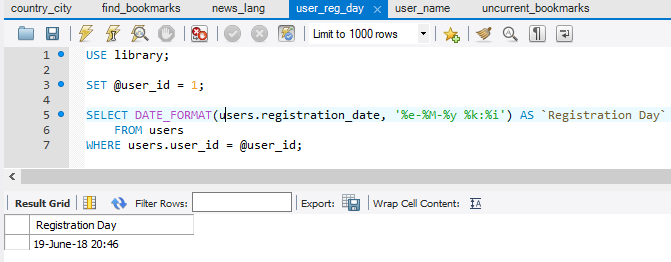 country_city find_bookmarks news_lang user_reg_day user_name uncurrent_bookmarks
Limit to 1000 rows
1 USE library;
2
3 SET @user_id = 1;
4
5 SELECT DATE_FORMAT(users.registration_date, '%e-%M-%y %k:%i') AS `Registration Day`
6 FROM users
7 WHERE users.user_id = @user_id;
Result Grid Filter Rows: Export: Wrap Cell Content:
Registration Day
19-June-18 20:46